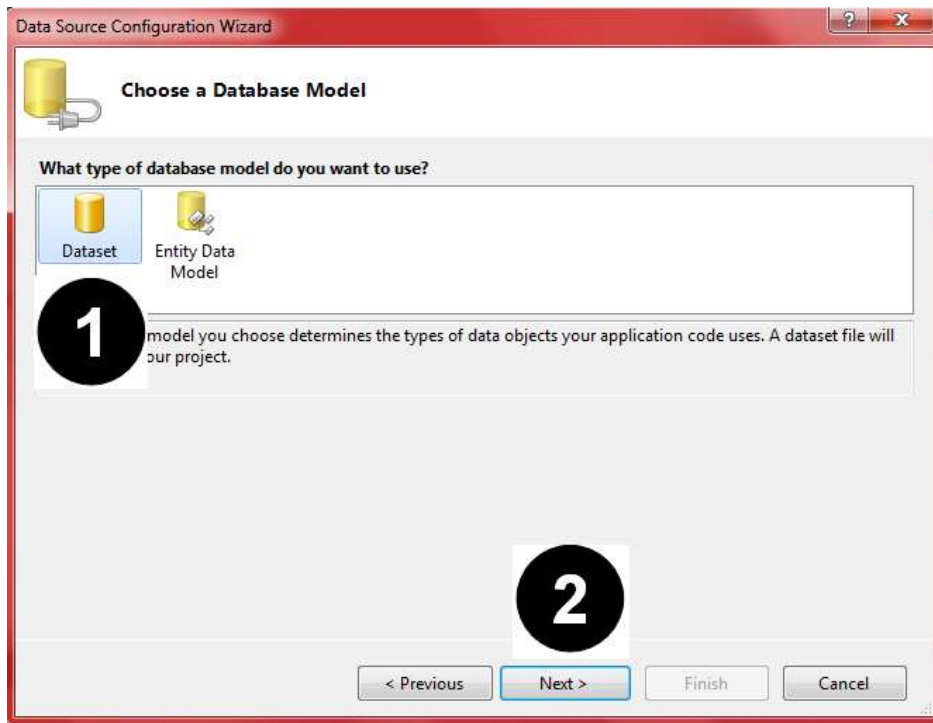 Data Source Configuration Wizard
?
Choose a Database Model
What type of database model do you want to use?
Dataset
Entity Data
Model
1
model you choose determines the types of data objects your application code uses. A dataset file will
our project.
2
< Previous
Next >
Finish
Cancel